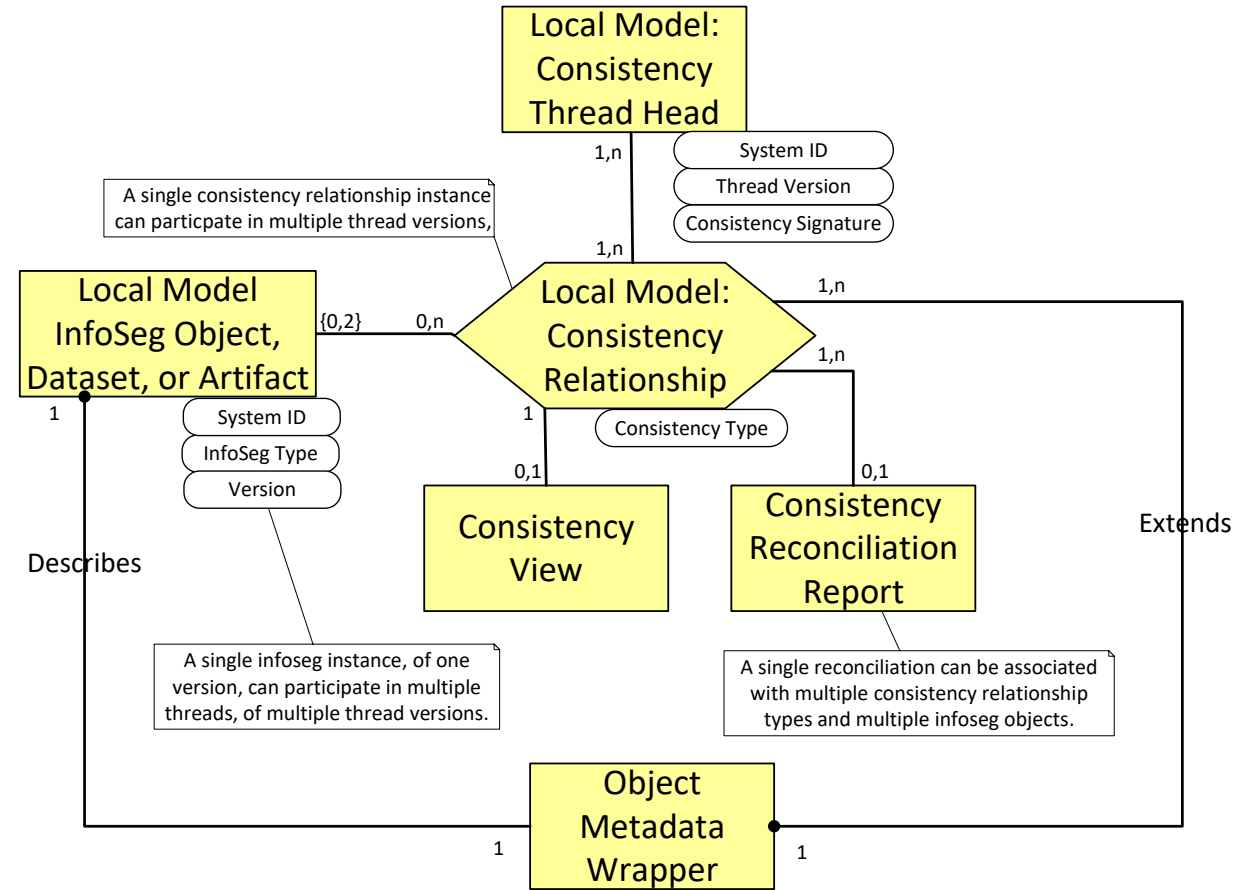 Local Model:
Consistency
Thread Head
1,n
System ID
Thread Version
Consistency Signature
A single consistency relationship instance
can particpate in multiple thread versions,
1,n
Local Model
InfoSeg Object,
Dataset, or Artifact
{0,2}
0,n
Local Model:
Consistency
Relationship
1,n
1,n
1
System ID
InfoSeg Type
Version
1
Consistency Type
0,1
0,1
Consistency
View
Consistency
Reconciliation
Report
Extends
Describes
A single infoseg instance, of one
version, can participate in multiple
threads, of multiple thread versions.
A single reconciliation can be associated
with multiple consistency relationship
types and multiple infoseg objects.
Object
Metadata
Wrapper
1
1